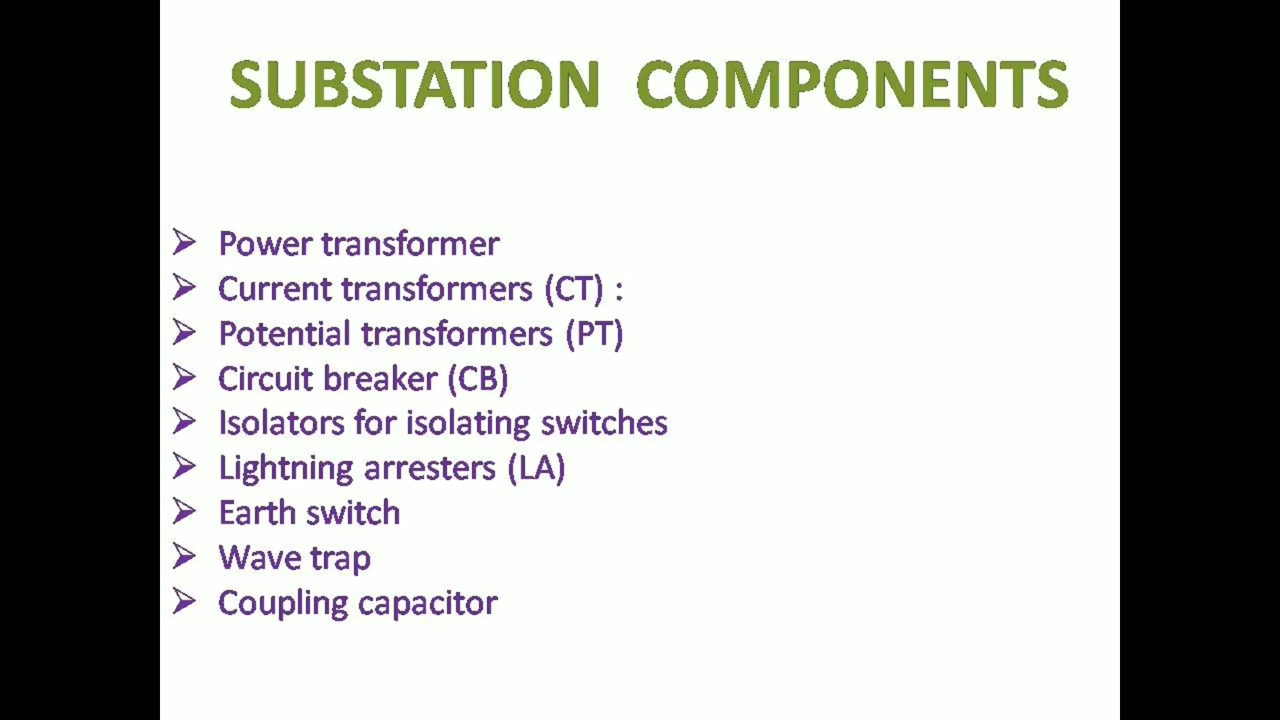 SUBSTATION COMPONENTS
➢ Power transformer
➢ Current transformers (CT) :
➢ Potential transformers (PT)
➢ Circuit breaker (CB)
➢ Isolators for isolating switches
➢ Lightning arresters (LA)
➢ Earth switch
➢ Wave trap
➢ Coupling capacitor